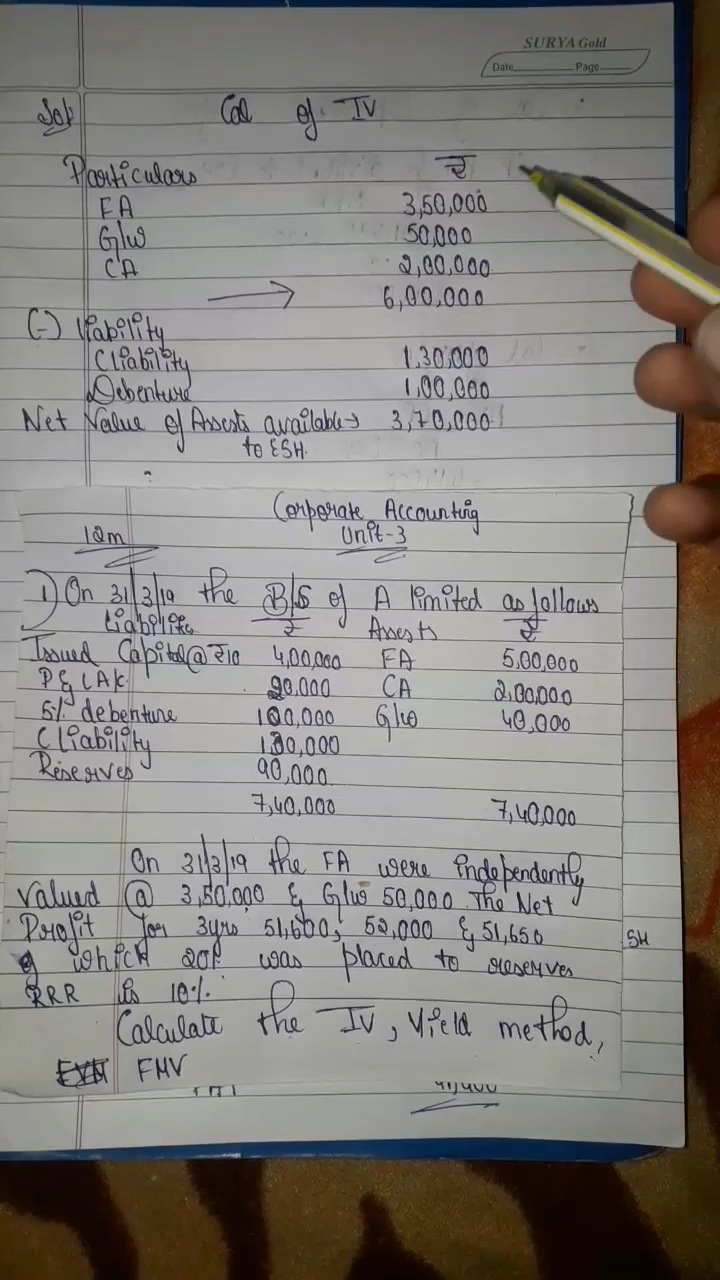 SURYA Gold
Date Page
Sol Cal of IV
Particulars ₹
FA 3,50,000
G/w 50,000
CA 2,00,000
6,00,000
(-) Liability
C liability 1,30,000
Debenture 1,00,000
Net Value of Assests available 3,70,000
to ESH.
Corporate Accounting
12m Unit-3
1) On 31/3/19 the B/S of A limited as follows
Liabilite ₹ Assests ₹
Issued Capital @ ₹10 4,00,000 FA 5,00,000
P & L A/c 20,000 CA 2,00,000
5% debenture 100,000 G/w 40,000
C liability 130,000
Reserves 90,000
7,40,000 7,40,000
On 31/3/19 the FA were independently
Valued @ 3,50,000 & G/w 50,000 The Net
Profit for 3yrs 51,600, 52,000 & 51,650 SH
which 20% was placed to reserves
RRR is 10%
Calculate the IV, Yield method,
FMV